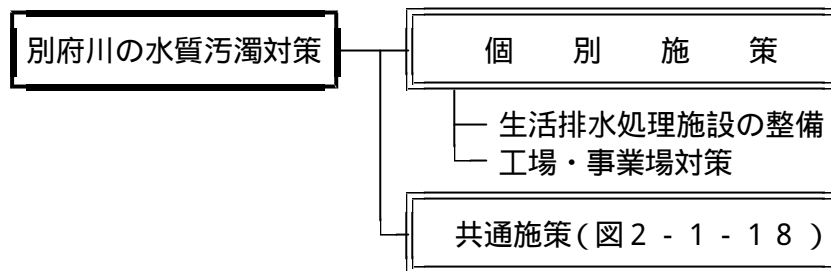 別府川の水質汚濁対策
個別施策
生活排水処理施設の整備
工場・事業場対策
共通施策(図2-1-18)